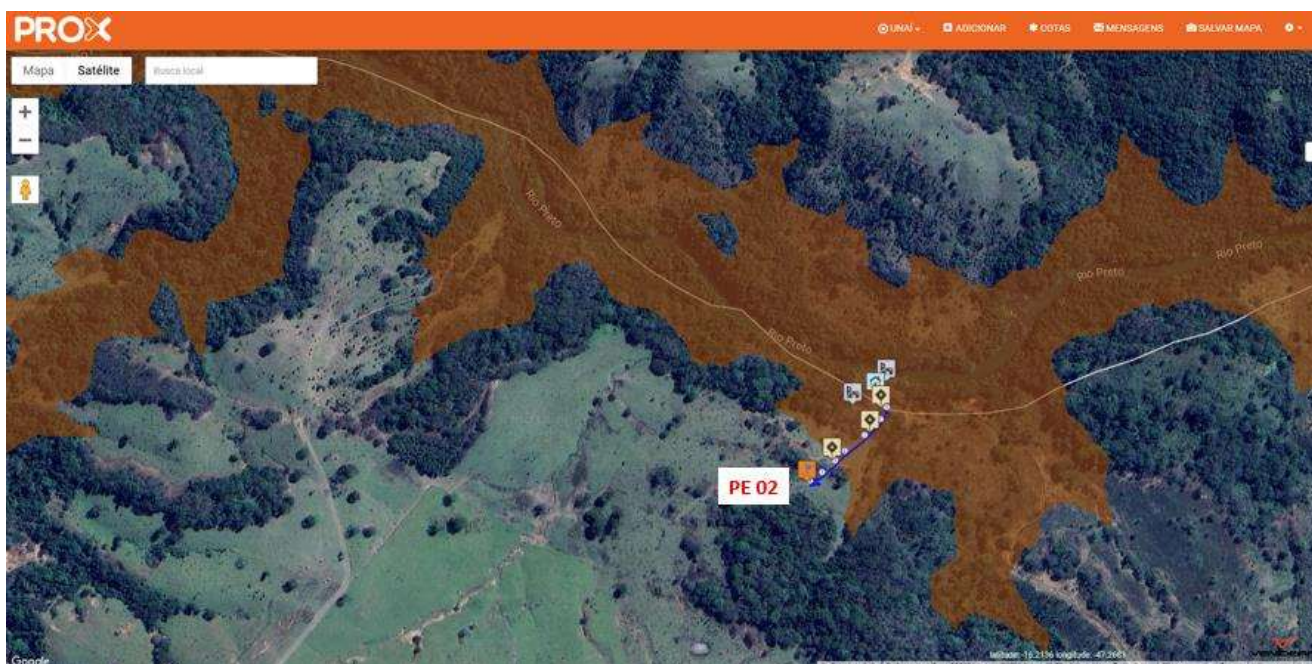 PROX
UNAÍ
ADICIONAR
COTAS
MENSAGENS
SALVAR MAPA
Mapa
Satélite
Busca local
Rio Preto
Rio Preto
Rio Preto
Rio Preto
PE 02
Google